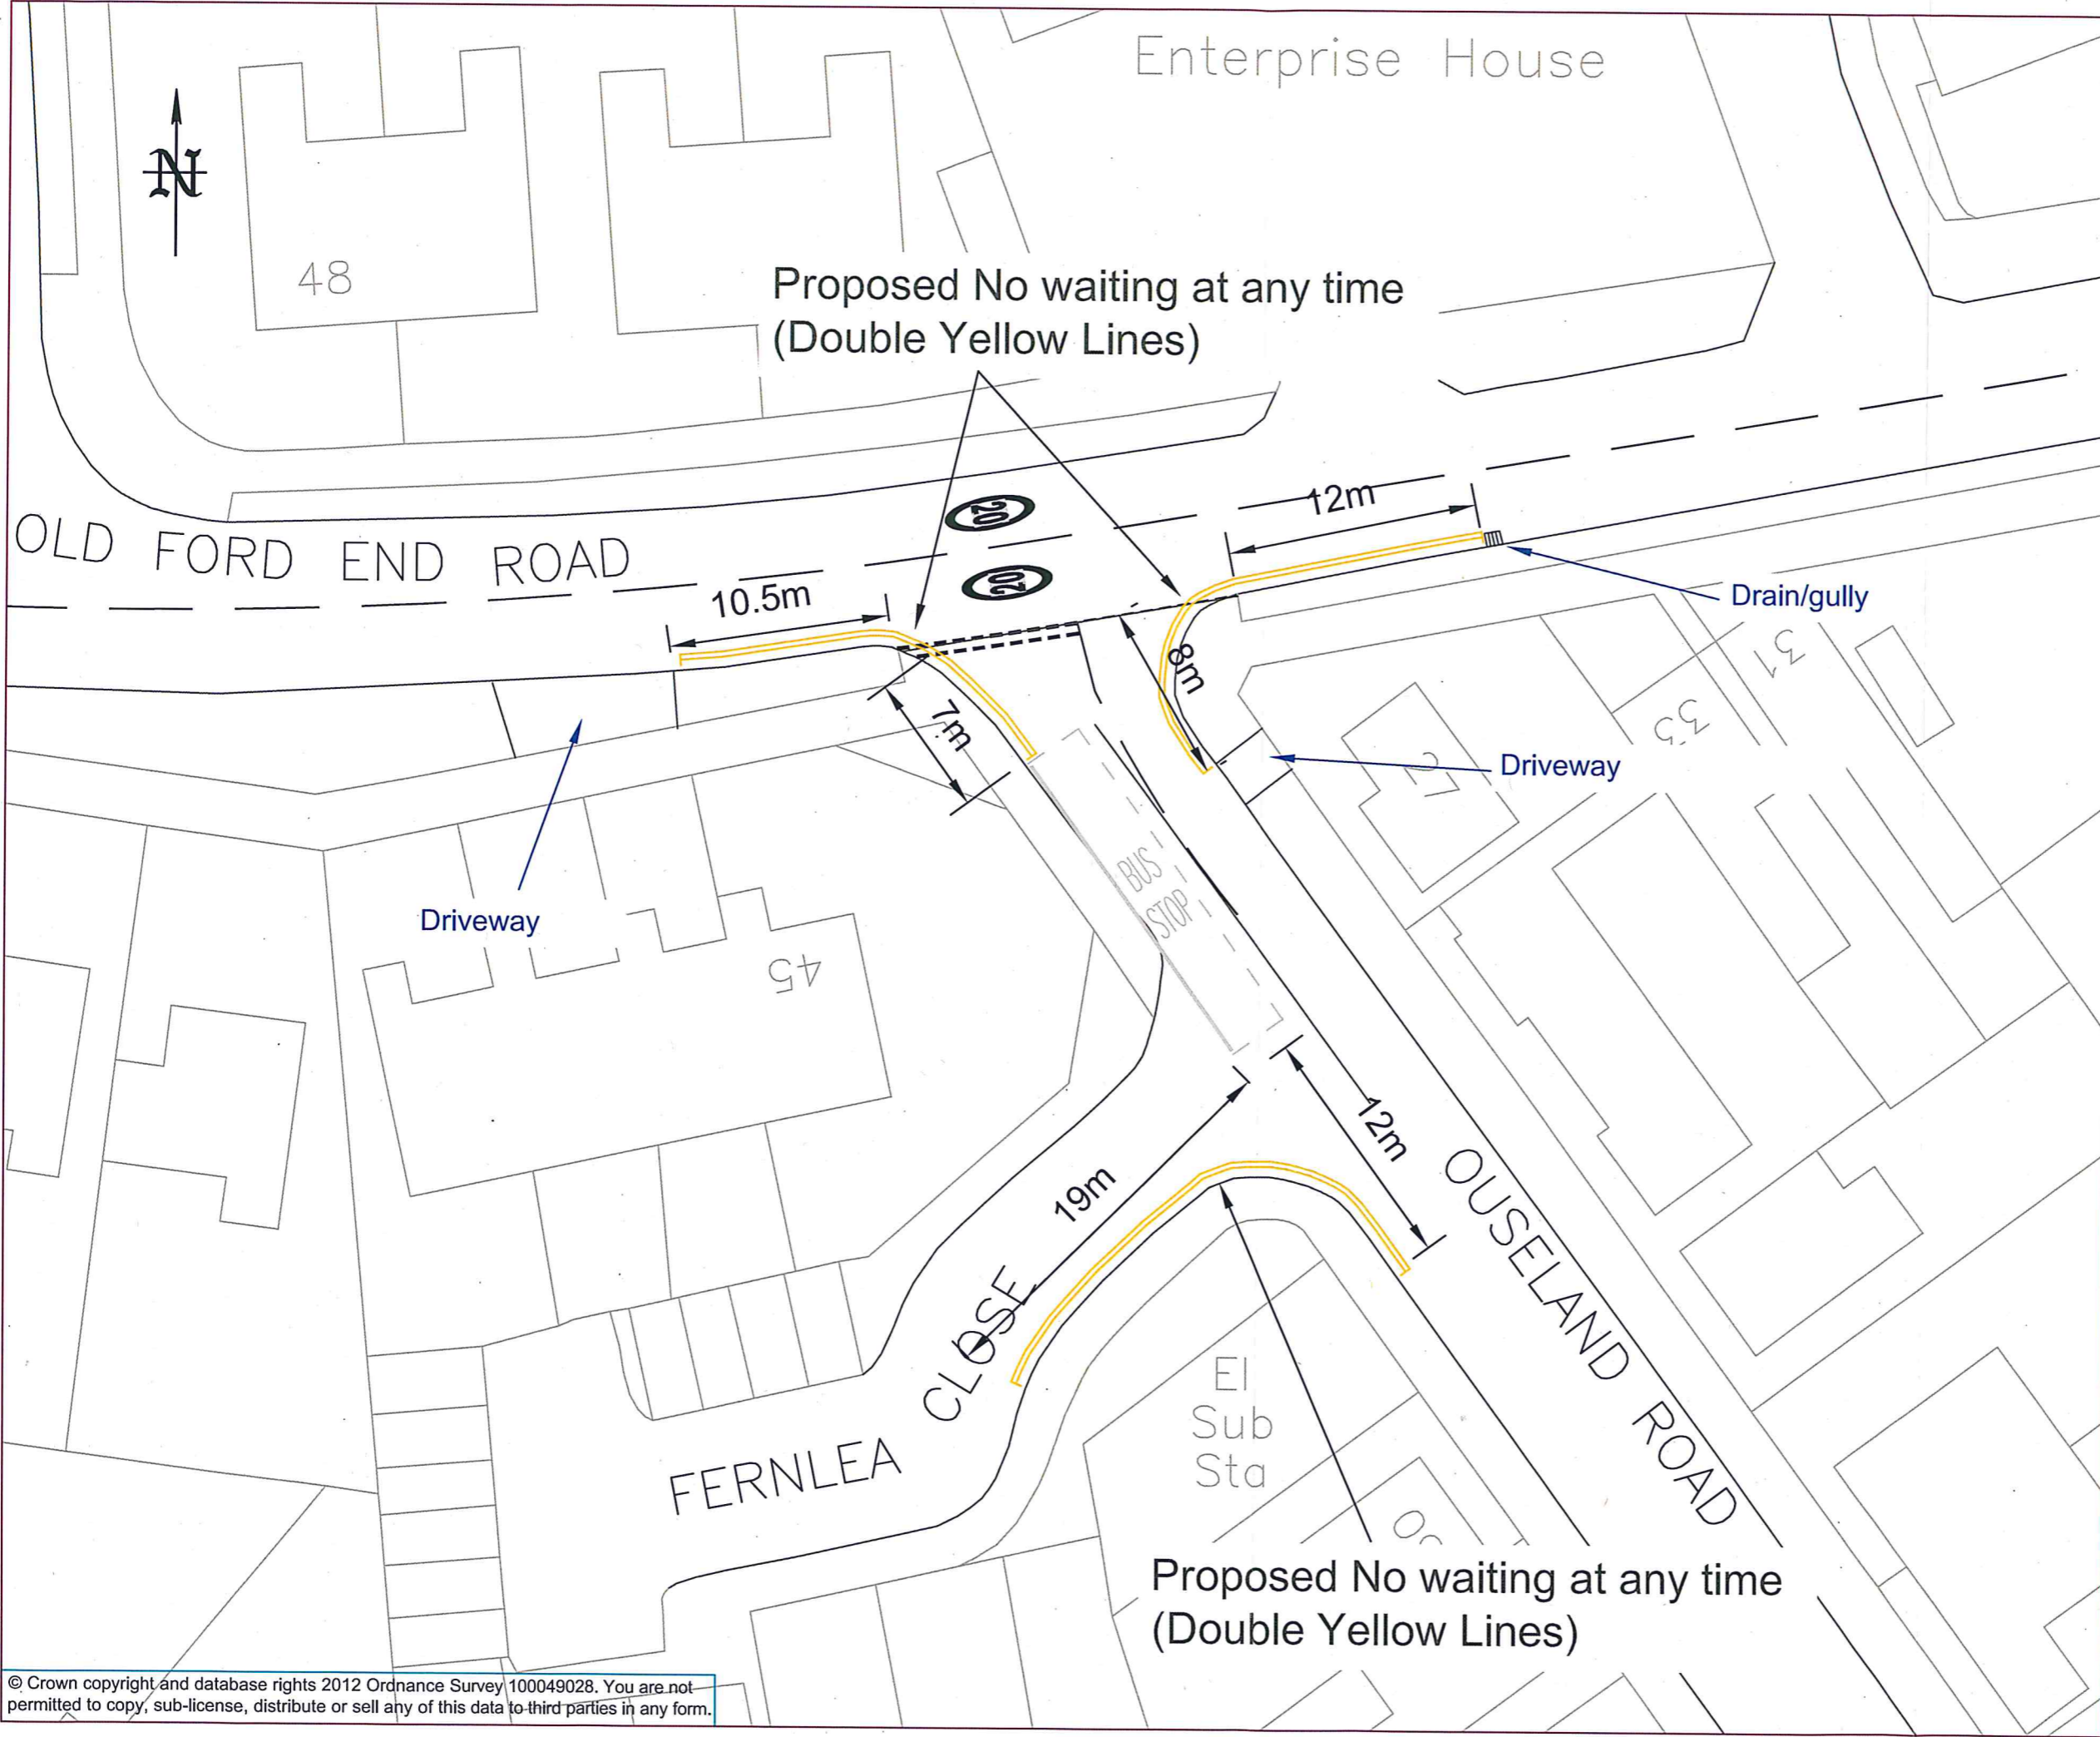 Enterprise House
N
48
Proposed No waiting at any time
(Double Yellow Lines)
20
12m
OLD FORD END ROAD
20
10.5m
Drain/gully
31
8m
33
7m
5
Driveway
BUS
STOP
Driveway
45
12m
19m
OUSELAND ROAD
FERNLEA CLOSE
El
Sub
Sta
Proposed No waiting at any time
(Double Yellow Lines)
© Crown copyright and database rights 2012 Ordnance Survey 100049028. You are not
permitted to copy, sub-license, distribute or sell any of this data to third parties in any form.